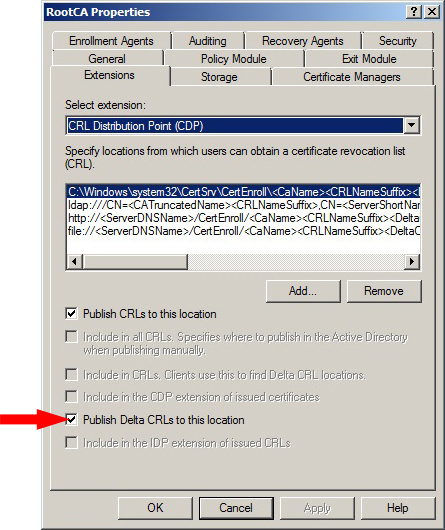 RootCA Properties
Enrollment Agents Auditing Recovery Agents Security
General Policy Module Exit Module
Extensions Storage Certificate Managers
Select extension:
CRL Distribution Point (CDP)
Specify locations from which users can obtain a certificate revocation list
(CRL).
C:\Windows\system32\CertSrv\CertEnroll\<CaName><CRLNameSuffix><
ldap:///CN=<CATruncatedName><CRLNameSuffix>,CN=<ServerShortNar
http://<ServerDNSName>/CertEnroll/<CaName><CRLNameSuffix><Delta
file://<ServerDNSName>/CertEnroll/<CaName><CRLNameSuffix><DeltaC
Add... Remove
Publish CRLs to this location
Include in all CRLs. Specifies where to publish in the Active Directory
when publishing manually.
Include in CRLs. Clients use this to find Delta CRL locations.
Include in the CDP extension of issued certificates
Publish Delta CRLs to this location
Include in the IDP extension of issued CRLs
OK Cancel Apply Help